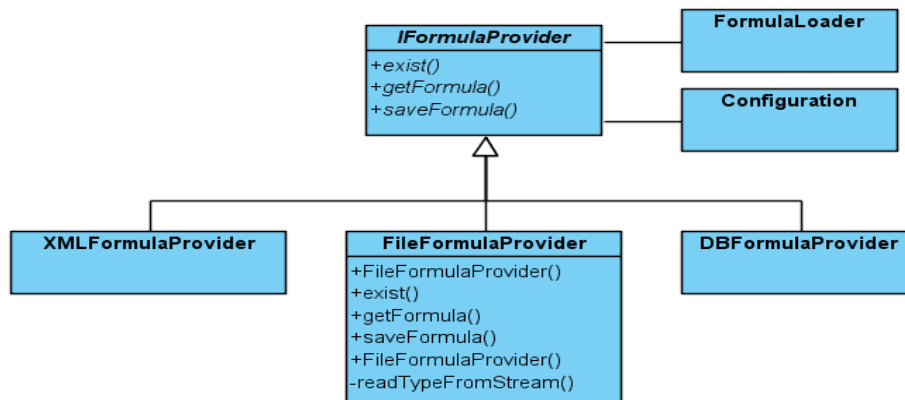 IFormulaProvider
+exist()
+getFormula()
+saveFormula()
FormulaLoader
Configuration
XMLFormulaProvider
FileFormulaProvider
+FileFormulaProvider()
+exist()
+getFormula()
+saveFormula()
+FileFormulaProvider()
-readTypeFromStream()
DBFormulaProvider